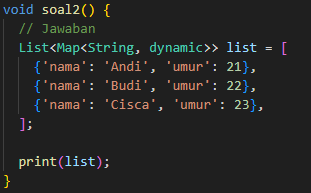 void soal2() {
  // Jawaban
  List<Map<String, dynamic>> list = [
    {'nama': 'Andi', 'umur': 21},
    {'nama': 'Budi', 'umur': 22},
    {'nama': 'Cisca', 'umur': 23},
  ];

  print(list);
}